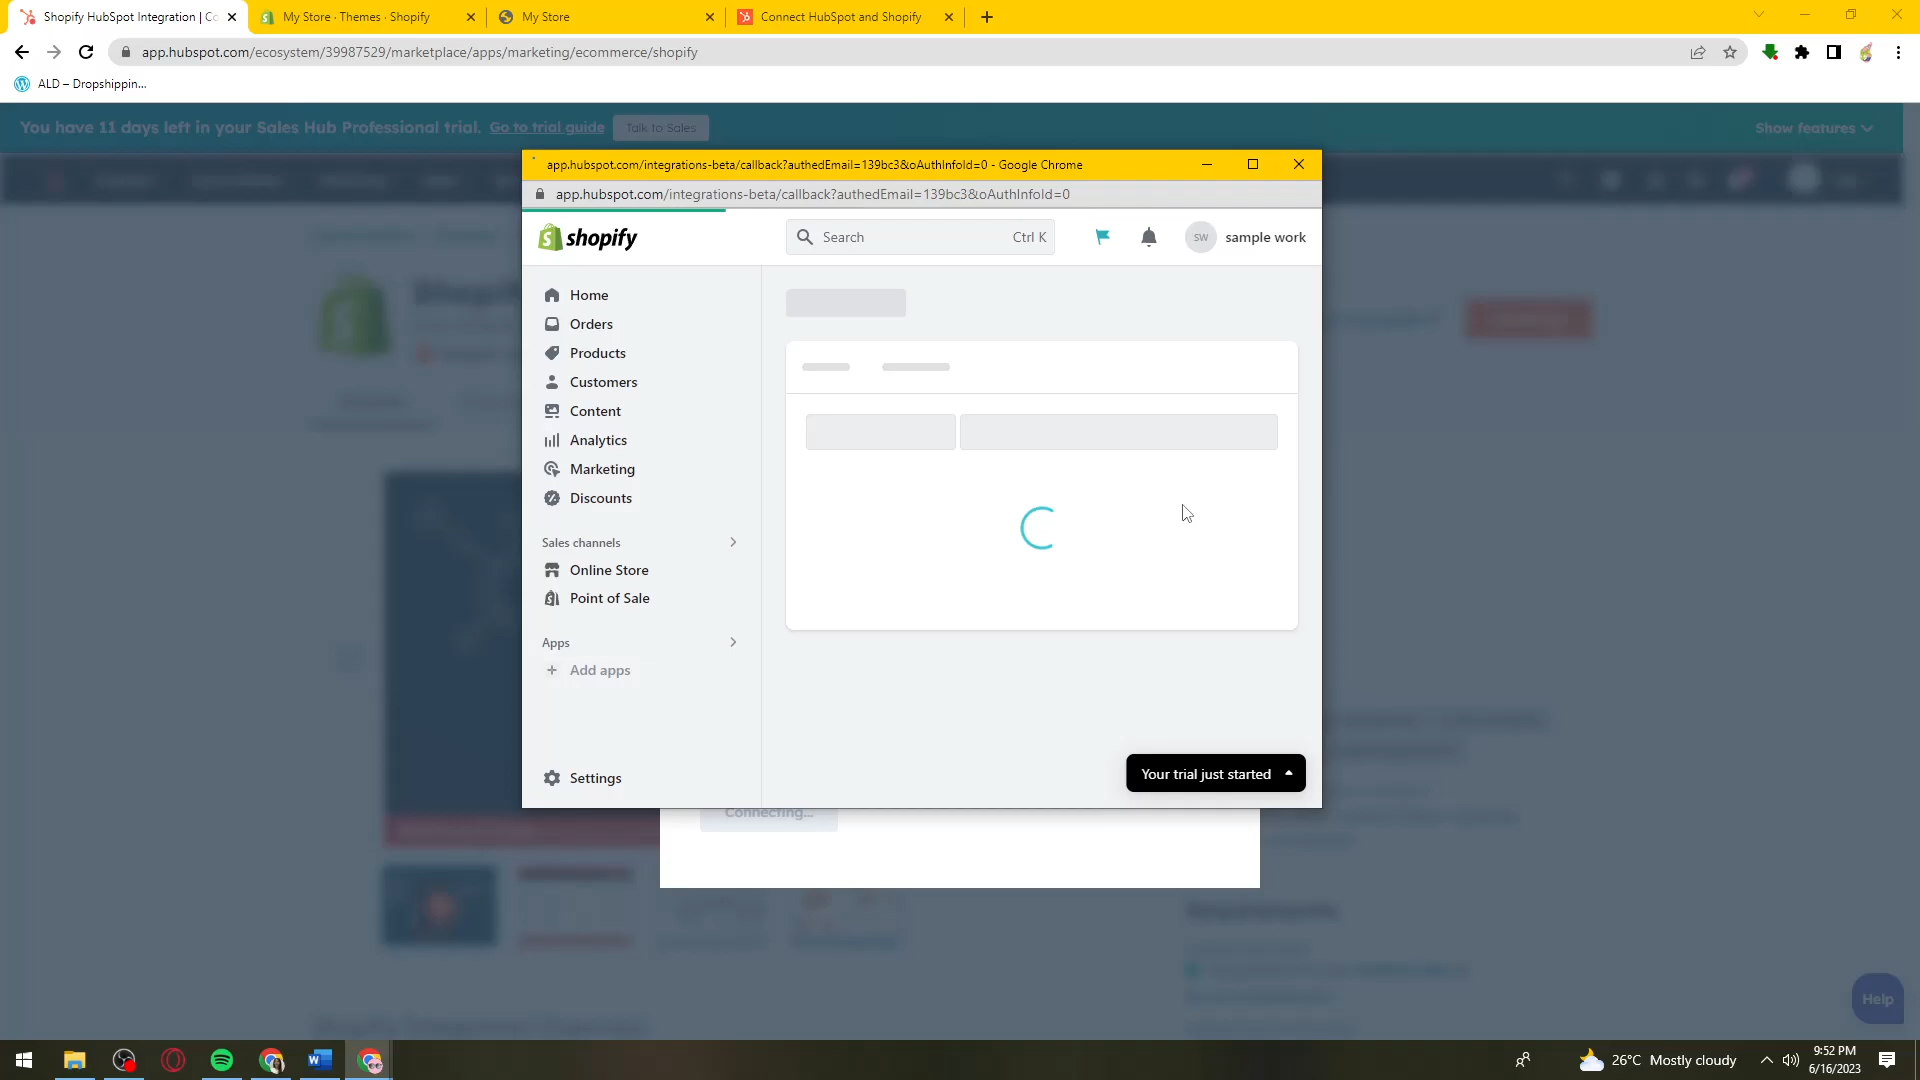 Shopify HubSpot Integration | Co
My Store · Themes · Shopify
My Store
Connect HubSpot and Shopify
app.hubspot.com/ecosystem/39987529/marketplace/apps/marketing/ecommerce/shopify
ALD – Dropshippin...
You have 11 days left in your Sales Hub Professional trial. Go to trial guide Talk to Sales
Show features
app.hubspot.com/integrations-beta/callback?authedEmail=139bc3&oAuthInfoId=0 - Google Chrome
app.hubspot.com/integrations-beta/callback?authedEmail=139bc3&oAuthInfoId=0
shopify
Search
Ctrl K
SW
sample work
Home
Orders
Products
Customers
Content
Analytics
Marketing
Discounts
Sales channels
Online Store
Point of Sale
Apps
+ Add apps
Settings
Your trial just started
Connecting...
Requirements
Help
26°C Mostly cloudy
9:52 PM
6/16/2023